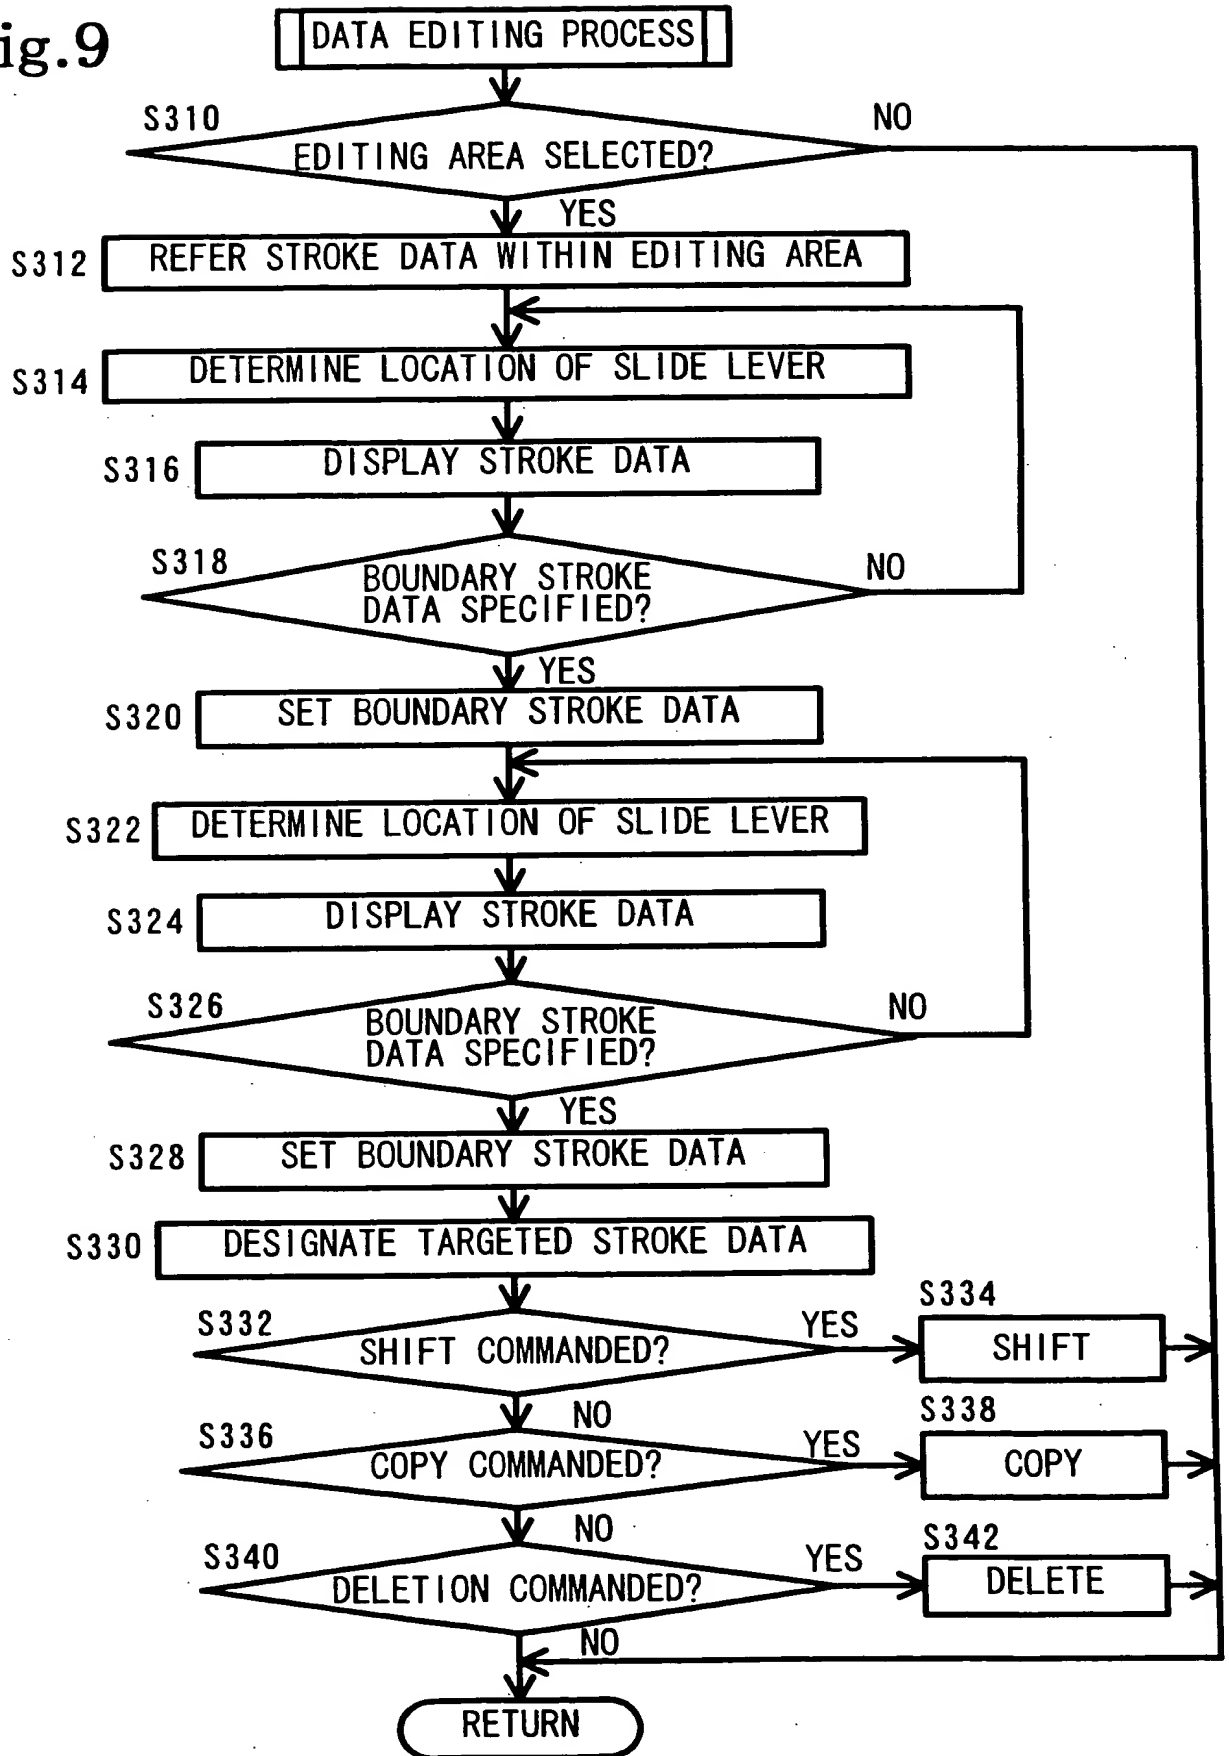 ig.9
DATA EDITING PROCESS
S310
NO
EDITING AREA SELECTED?
YES
S312
REFER STROKE DATA WITHIN EDITING AREA
S314
DETERMINE LOCATION OF SLIDE LEVER
S316
DISPLAY STROKE DATA
S318
NO
BOUNDARY STROKE
DATA SPECIFIED?
YES
S320
SET BOUNDARY STROKE DATA
S322
DETERMINE LOCATION OF SLIDE LEVER
S324
DISPLAY STROKE DATA
S326
NO
BOUNDARY STROKE
DATA SPECIFIED?
YES
S328
SET BOUNDARY STROKE DATA
S330
DESIGNATE TARGETED STROKE DATA
S332
SHIFT COMMANDED?
YES
S334
SHIFT
NO
S336
COPY COMMANDED?
YES
S338
COPY
NO
S340
DELETION COMMANDED?
YES
S342
DELETE
NO
RETURN